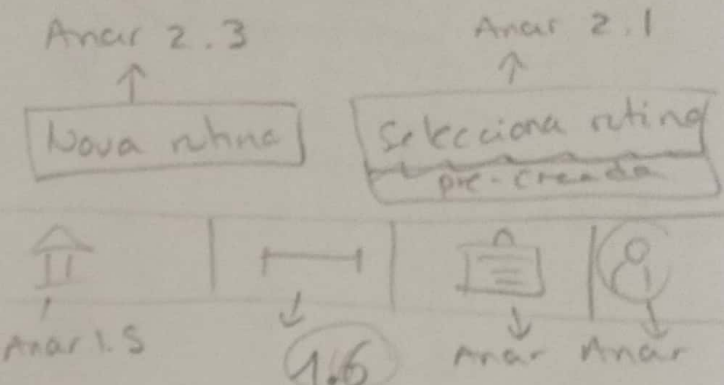 Anar 2.3 Anar 2.1
Nova rutina Selecciona rutina
pre-creada
Anar 1.5 1.6 Anar Anar